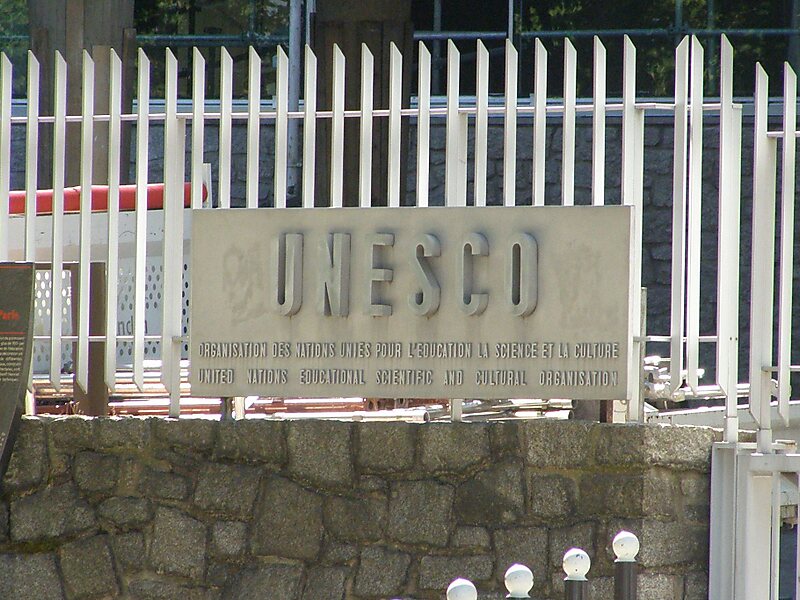 UNESCO
ORGANISATION DES NATIONS UNIES POUR L'EDUCATION LA SCIENCE ET LA CULTURE
UNITED NATIONS EDUCATIONAL SCIENTIFIC AND CULTURAL ORGANISATION
Paris